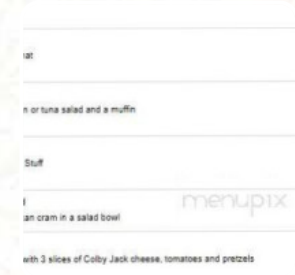 at
n or tuna salad and a muffin
Stuff
menupix
an cram in a salad bowl
with 3 slices of Colby Jack cheese, tomatoes and pretzels